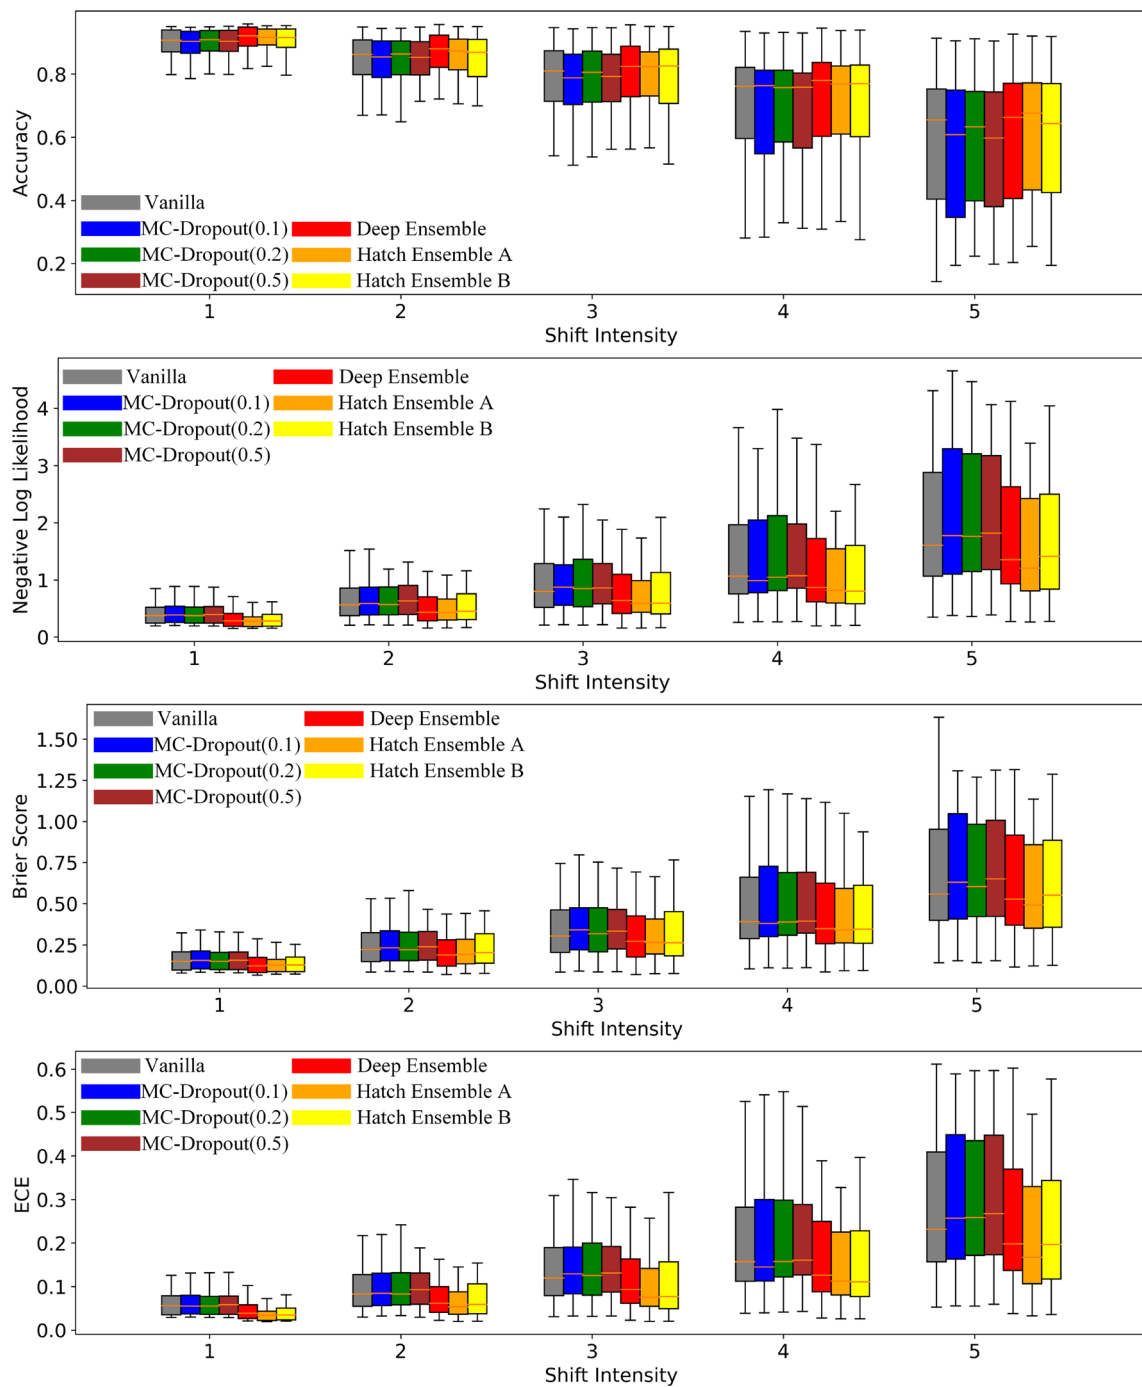 0.8
0.6
0.4
0.2
Accuracy
Vanilla
MC-Dropout(0.1) Deep Ensemble
MC-Dropout(0.2) Hatch Ensemble A
MC-Dropout(0.5) Hatch Ensemble B
1 2 3 4 5
Shift Intensity
4
3
2
1
0
Negative Log Likelihood
Vanilla Deep Ensemble
MC-Dropout(0.1) Hatch Ensemble A
MC-Dropout(0.2) Hatch Ensemble B
MC-Dropout(0.5)
1 2 3 4 5
Shift Intensity
1.50
1.25
1.00
0.75
0.50
0.25
0.00
Brier Score
Vanilla Deep Ensemble
MC-Dropout(0.1) Hatch Ensemble A
MC-Dropout(0.2) Hatch Ensemble B
MC-Dropout(0.5)
1 2 3 4 5
Shift Intensity
0.6
0.5
0.4
0.3
0.2
0.1
0.0
ECE
Vanilla Deep Ensemble
MC-Dropout(0.1) Hatch Ensemble A
MC-Dropout(0.2) Hatch Ensemble B
MC-Dropout(0.5)
1 2 3 4 5
Shift Intensity